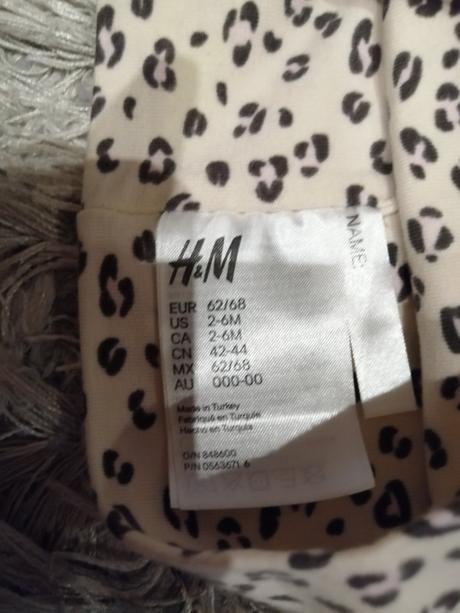 H&M
NAME:
EUR 62/68
US 2-6M
CA 2-6M
CN 42-44
MX 62/68
AU 000-00
Made in Turkey
Fabriqué en Turquie
Hecho en Turquía
O/N 848600
P/N 0563671 6